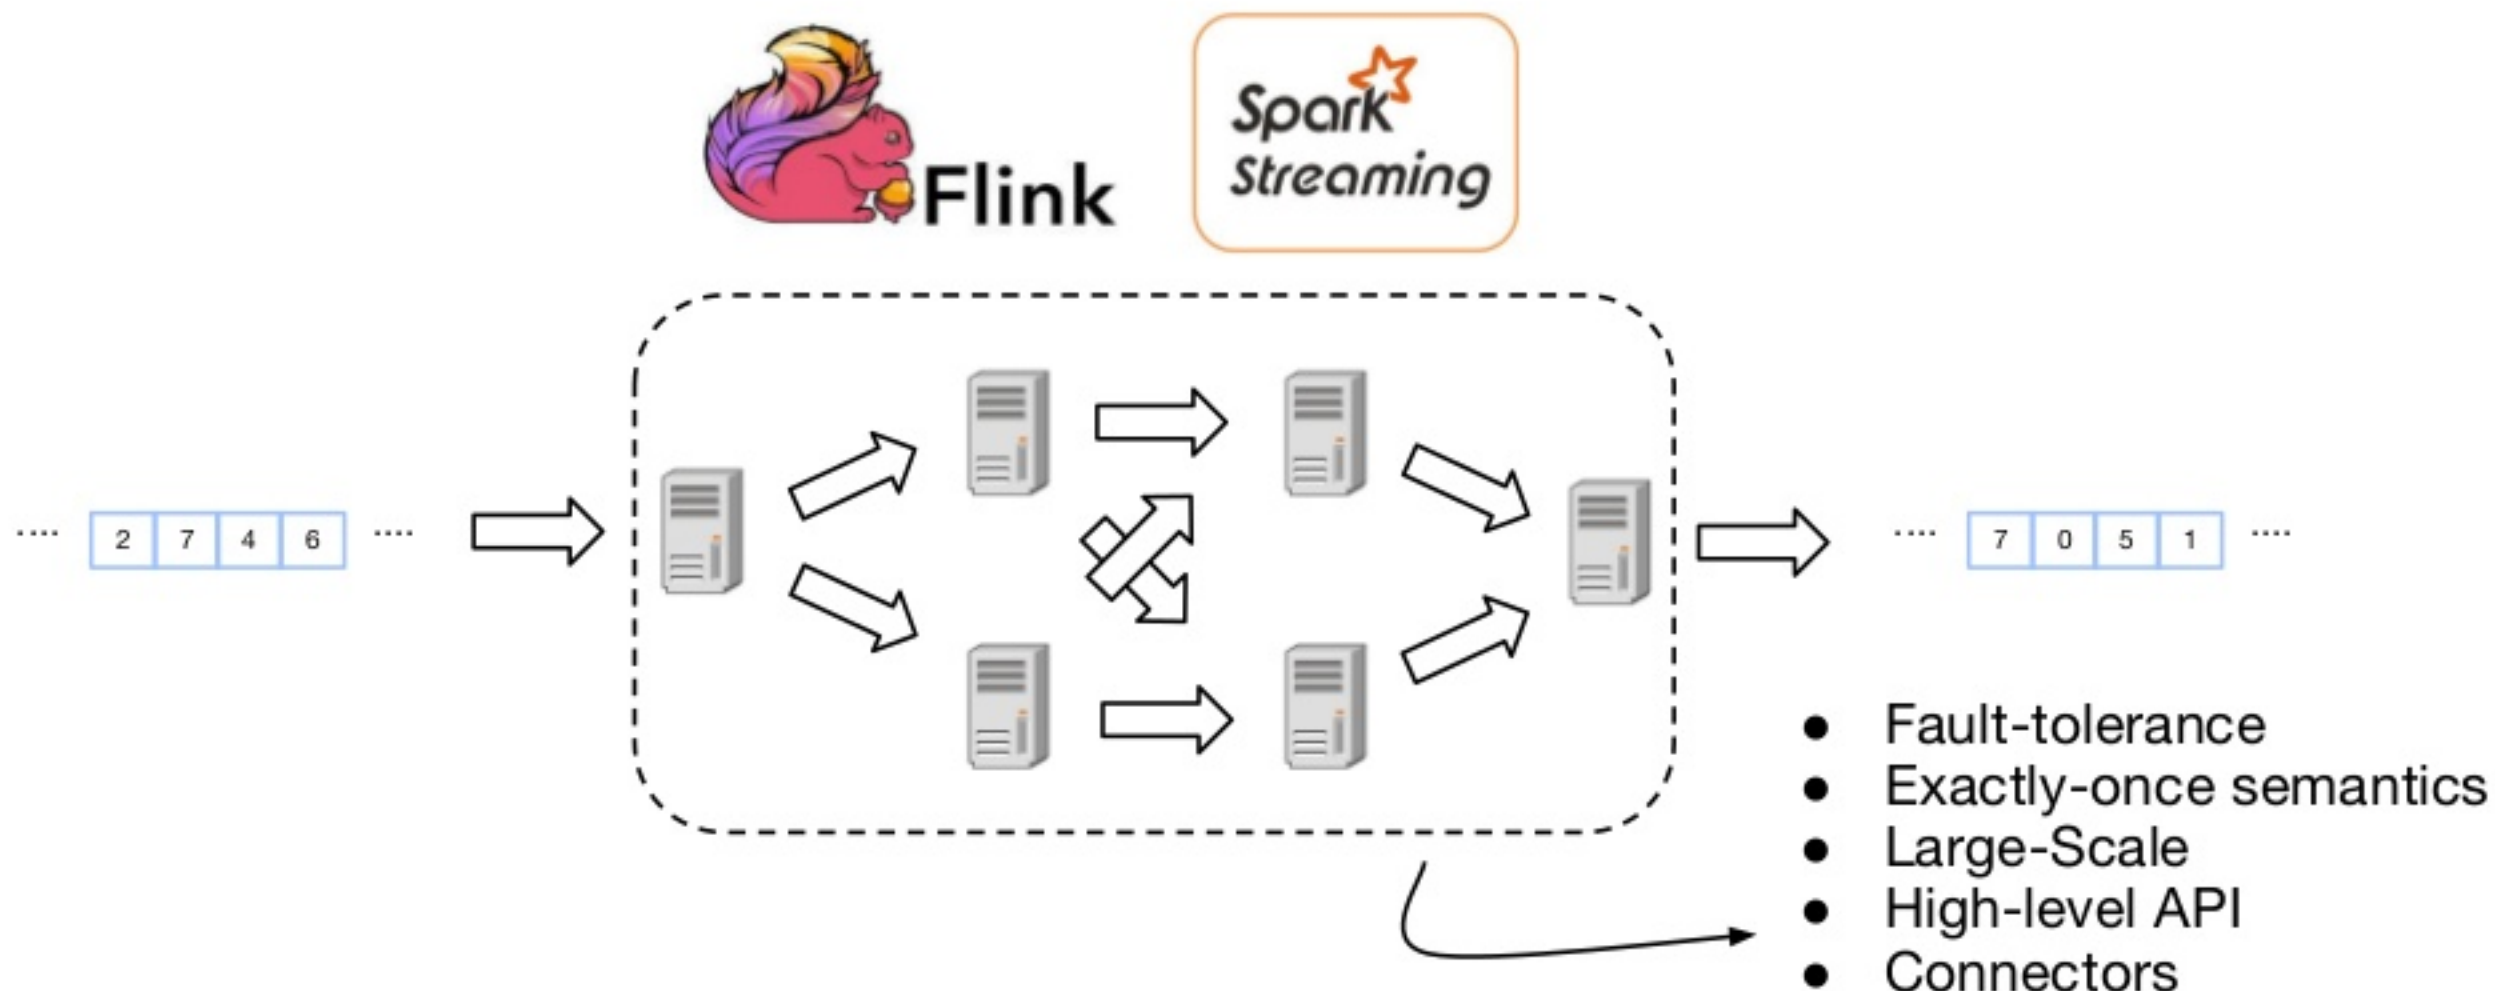 Flink
Spark
Streaming
.... 2 7 4 6 ....
.... 7 0 5 1 ....
● Fault-tolerance
● Exactly-once semantics
● Large-Scale
● High-level API
● Connectors